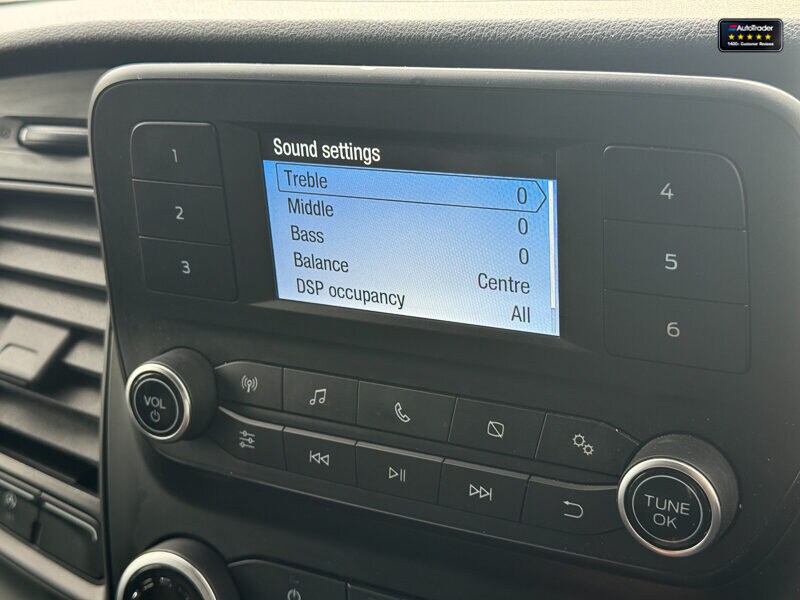 AutoTrader
1400+ Customer Reviews
Sound settings
Treble 0
Middle 0
Bass 0
Balance Centre
DSP occupancy All
1
2
3
4
5
6
VOL
TUNE
OK